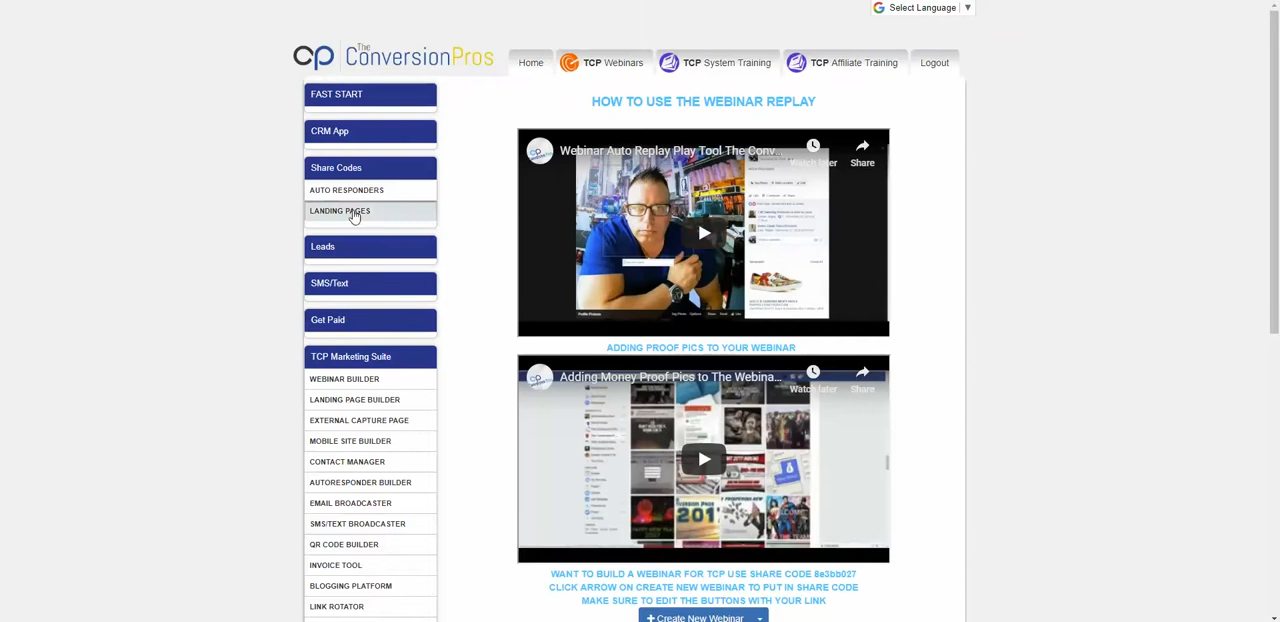 Select Language ▼
The
cp ConversionPros
Home
TCP Webinars
TCP System Training
TCP Affiliate Training
Logout
FAST START
CRM App
Share Codes
AUTO RESPONDERS
LANDING PAGES
Leads
SMS/Text
Get Paid
TCP Marketing Suite
WEBINAR BUILDER
LANDING PAGE BUILDER
EXTERNAL CAPTURE PAGE
MOBILE SITE BUILDER
CONTACT MANAGER
AUTORESPONDER BUILDER
EMAIL BROADCASTER
SMS/TEXT BROADCASTER
QR CODE BUILDER
INVOICE TOOL
BLOGGING PLATFORM
LINK ROTATOR
HOW TO USE THE WEBINAR REPLAY
Webinar Auto Replay Play Tool The Conv...
Watch later
Share
ADDING PROOF PICS TO YOUR WEBINAR
Adding Money Proof Pics to The Webina...
Watch later
Share
201
WANT TO BUILD A WEBINAR FOR TCP USE SHARE CODE 8e3bb027
CLICK ARROW ON CREATE NEW WEBINAR TO PUT IN SHARE CODE
MAKE SURE TO EDIT THE BUTTONS WITH YOUR LINK
+ Create New Webinar